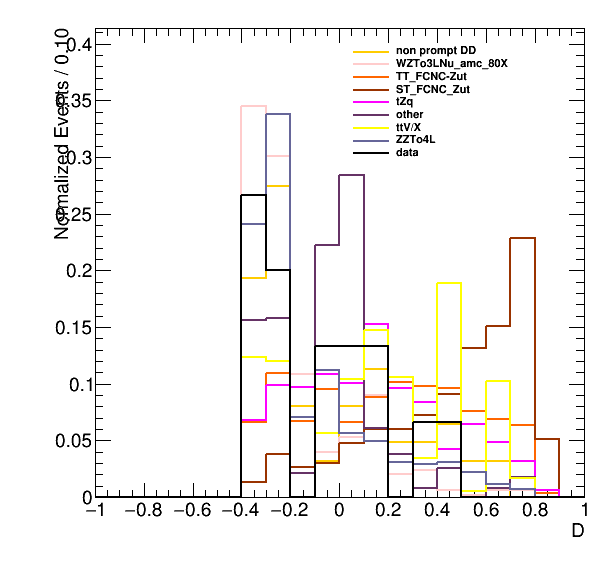 Normalized Events / 0.10
0.4
0.35
0.3
0.25
0.2
0.15
0.1
0.05
0
non prompt DD
WZTo3LNu_amc_80X
TT_FCNC-Zut
ST_FCNC_Zut
tZq
other
ttV/X
ZZTo4L
data
−1 −0.8 −0.6 −0.4 −0.2 0 0.2 0.4 0.6 0.8 1
D